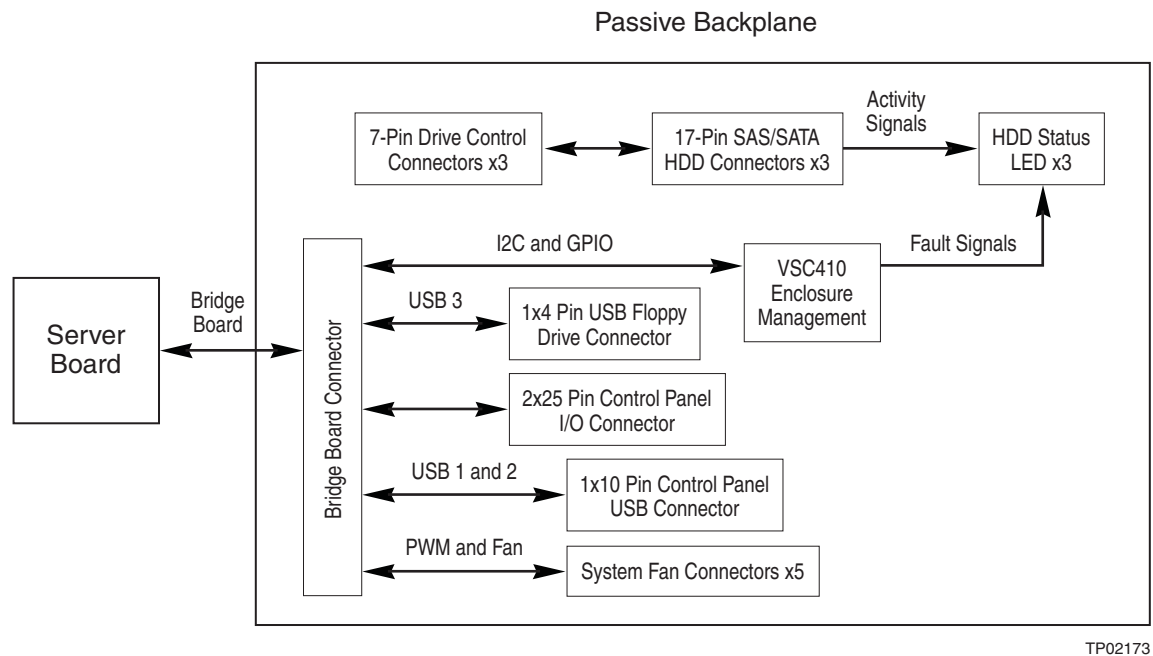 Passive Backplane
7-Pin Drive Control
Connectors x3
17-Pin SAS/SATA
HDD Connectors x3
Activity
Signals
HDD Status
LED x3
I2C and GPIO
VSC410
Enclosure
Management
Fault Signals
Server
Board
Bridge
Board
Bridge Board Connector
USB 3
1x4 Pin USB Floppy
Drive Connector
2x25 Pin Control Panel
I/O Connector
USB 1 and 2
1x10 Pin Control Panel
USB Connector
PWM and Fan
System Fan Connectors x5
TP02173